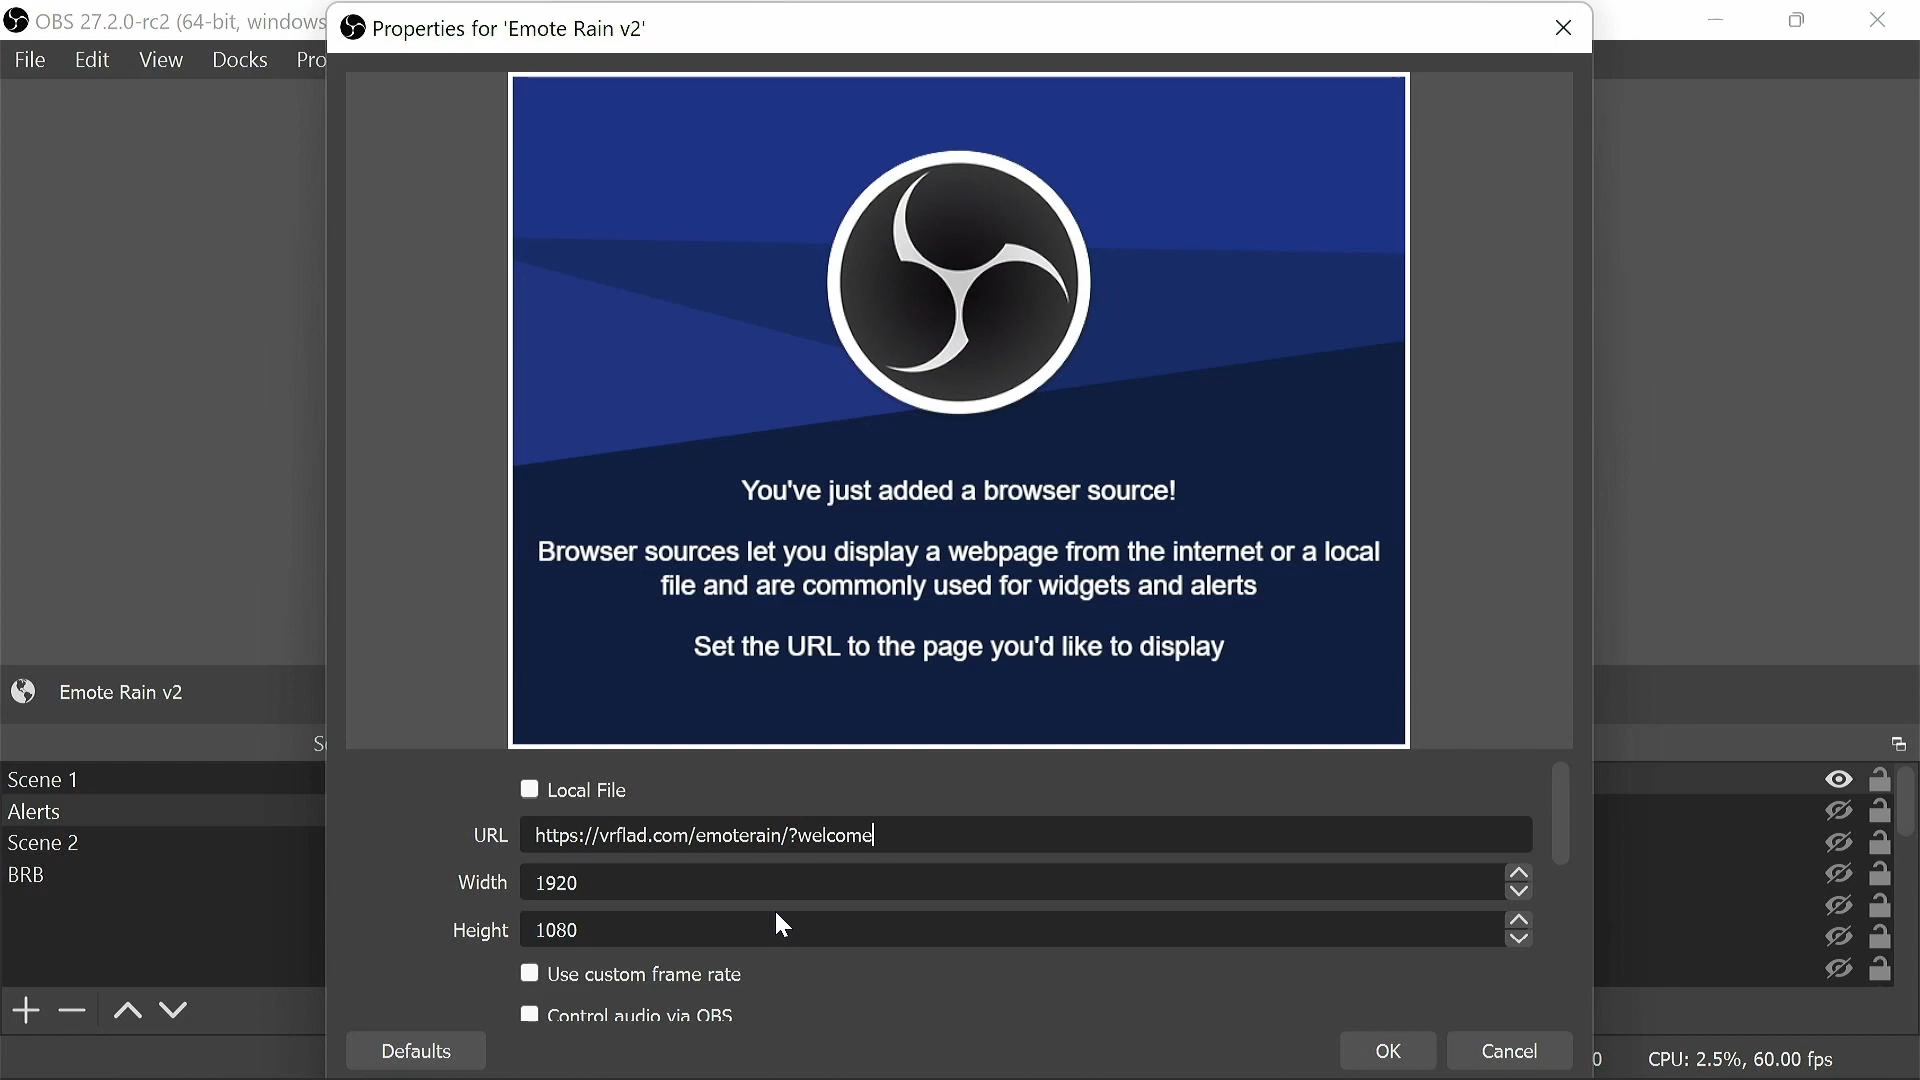 OBS 27.2.0-rc2 (64-bit, windows
Properties for 'Emote Rain v2'
File Edit View Docks Pro
You've just added a browser source!
Browser sources let you display a webpage from the internet or a local
file and are commonly used for widgets and alerts
Set the URL to the page you'd like to display
Emote Rain v2
Scene 1
Alerts
Scene 2
BRB
Local File
URL https://vrflad.com/emoterain/?welcome
Width 1920
Height 1080
Use custom frame rate
Control audio via OBS
Defaults
OK
Cancel
CPU: 2.5%, 60.00 fps